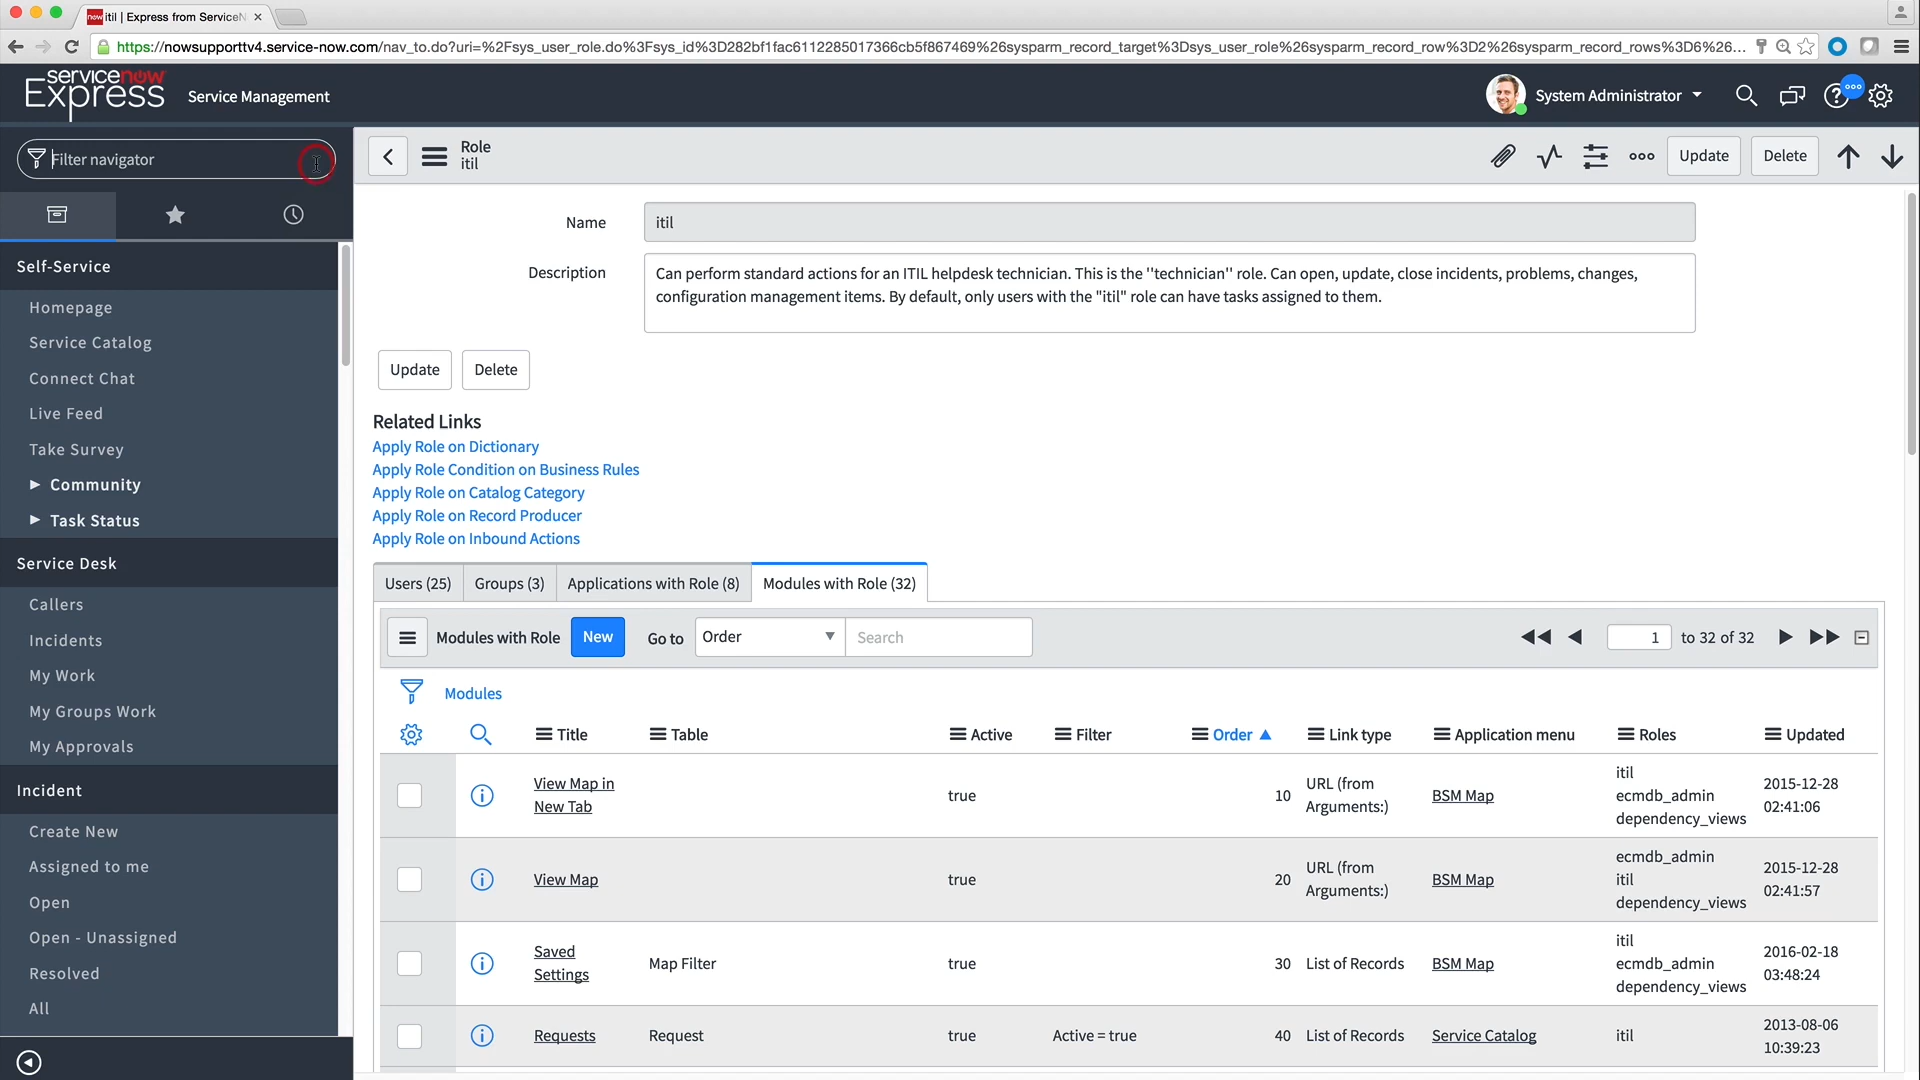 itil | Express from ServiceN
https://nowsupporttv4.service-now.com/nav_to.do?uri=%2Fsys_user_role.do%3Fsys_id%3D282bf1fac6112285017366cb5f867469%26sysparm_record_target%3Dsys_user_role%26sysparm_record_row%3D2%26sysparm_record_rows%3D6%26...
servicenow
Express
Service Management
System Administrator
Filter navigator
Role
itil
Update
Delete
Self-Service
Homepage
Service Catalog
Connect Chat
Live Feed
Take Survey
Community
Task Status
Service Desk
Callers
Incidents
My Work
My Groups Work
My Approvals
Incident
Create New
Assigned to me
Open
Open - Unassigned
Resolved
All
Name
itil
Description
Can perform standard actions for an ITIL helpdesk technician. This is the ''technician'' role. Can open, update, close incidents, problems, changes,
configuration management items. By default, only users with the "itil" role can have tasks assigned to them.
Update
Delete
Related Links
Apply Role on Dictionary
Apply Role Condition on Business Rules
Apply Role on Catalog Category
Apply Role on Record Producer
Apply Role on Inbound Actions
Users (25)
Groups (3)
Applications with Role (8)
Modules with Role (32)
Modules with Role
New
Go to
Order
Search
1
to 32 of 32
Modules
Title
Table
Active
Filter
Order
Link type
Application menu
Roles
Updated
View Map in
New Tab
true
10
URL (from
Arguments:)
BSM Map
itil
ecmdb_admin
dependency_views
2015-12-28
02:41:06
View Map
true
20
URL (from
Arguments:)
BSM Map
ecmdb_admin
itil
dependency_views
2015-12-28
02:41:57
Saved
Settings
Map Filter
true
30
List of Records
BSM Map
itil
ecmdb_admin
dependency_views
2016-02-18
03:48:24
Requests
Request
true
Active = true
40
List of Records
Service Catalog
itil
2013-08-06
10:39:23